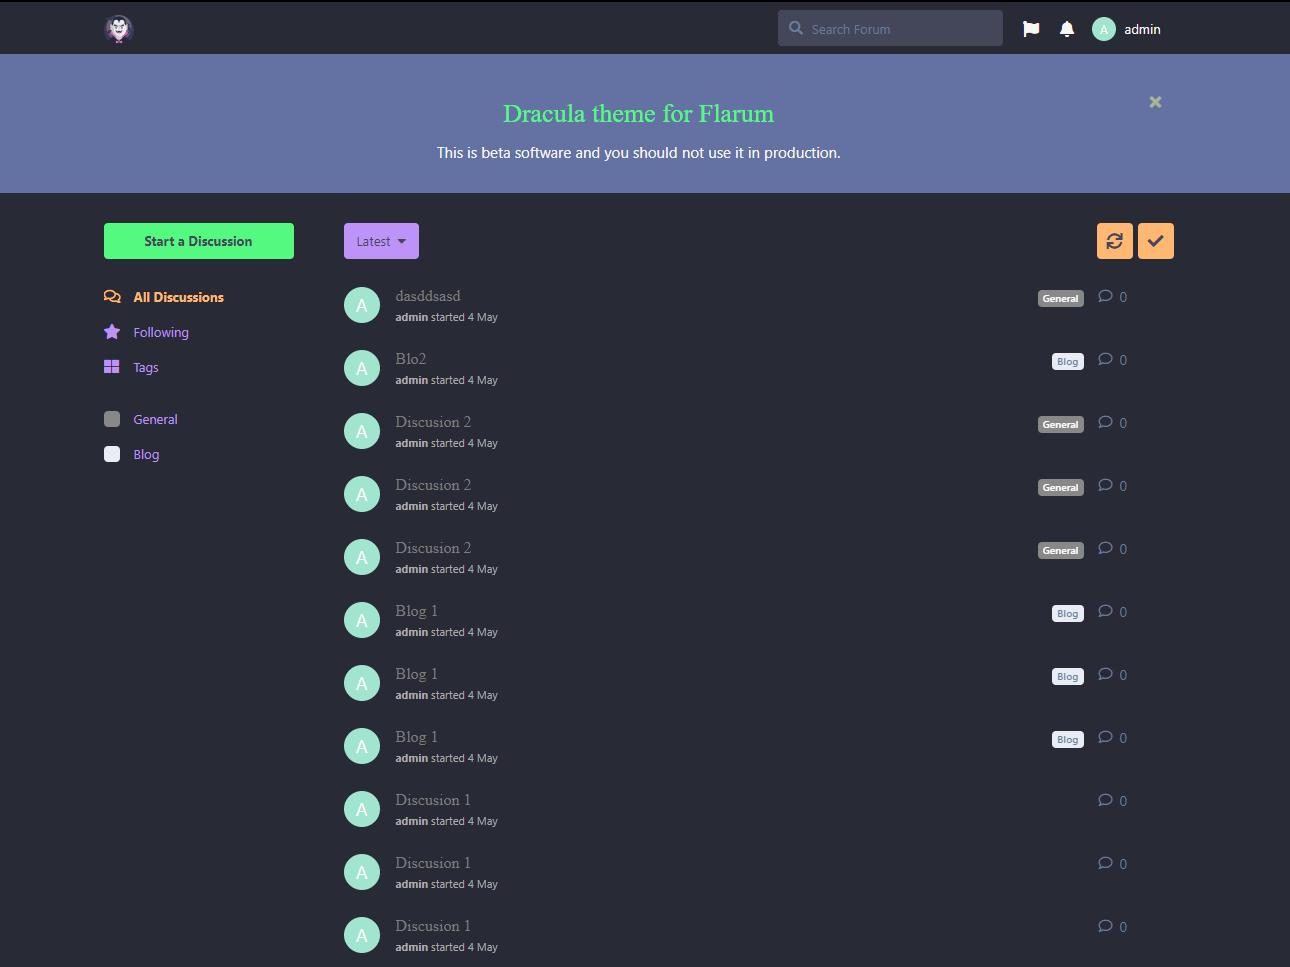 Search Forum
A admin
Dracula theme for Flarum
This is beta software and you should not use it in production.
Start a Discussion
Latest
All Discussions
Following
Tags
General
Blog
A dasddsasd General 0
admin started 4 May
A Blo2 Blog 0
admin started 4 May
A Discusion 2 General 0
admin started 4 May
A Discusion 2 General 0
admin started 4 May
A Discusion 2 General 0
admin started 4 May
A Blog 1 Blog 0
admin started 4 May
A Blog 1 Blog 0
admin started 4 May
A Blog 1 Blog 0
admin started 4 May
A Discusion 1 0
admin started 4 May
A Discusion 1 0
admin started 4 May
A Discusion 1 0
admin started 4 May